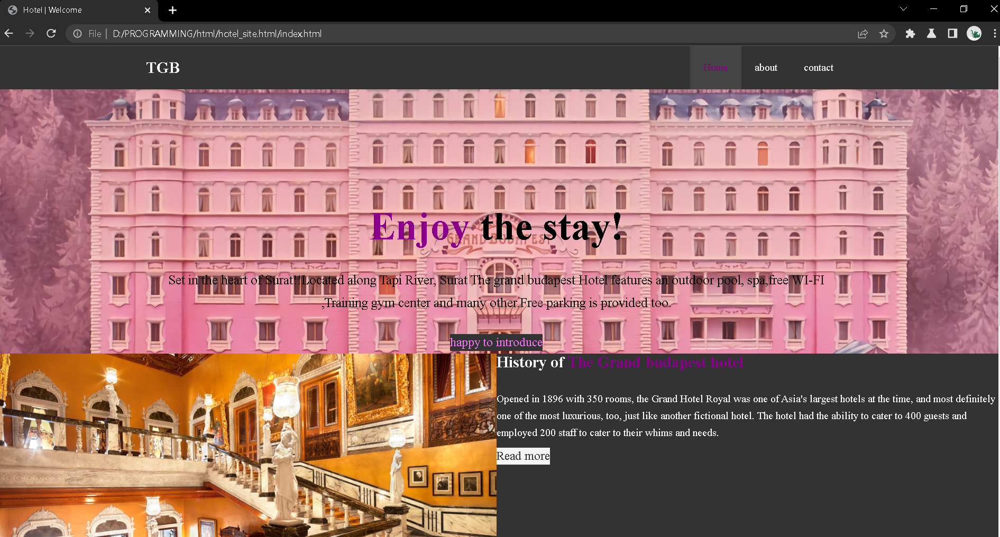 Hotel | Welcome
File | D:/PROGRAMMING/html/hotel_site.html/index.html
TGB
Home about contact
Enjoy the stay!
Set in the heart of Surat!!Located along Tapi River, Surat The grand budapest Hotel features an outdoor pool, spa,free WI-FI
,Training gym center and many other.Free parking is provided too.
happy to introduce
History of The Grand budapest hotel
Opened in 1896 with 350 rooms, the Grand Hotel Royal was one of Asia's largest hotels at the time, and most definitely
one of the most luxurious, too, just like another fictional hotel. The hotel had the ability to cater to 400 guests and
employed 200 staff to cater to their whims and needs.
Read more